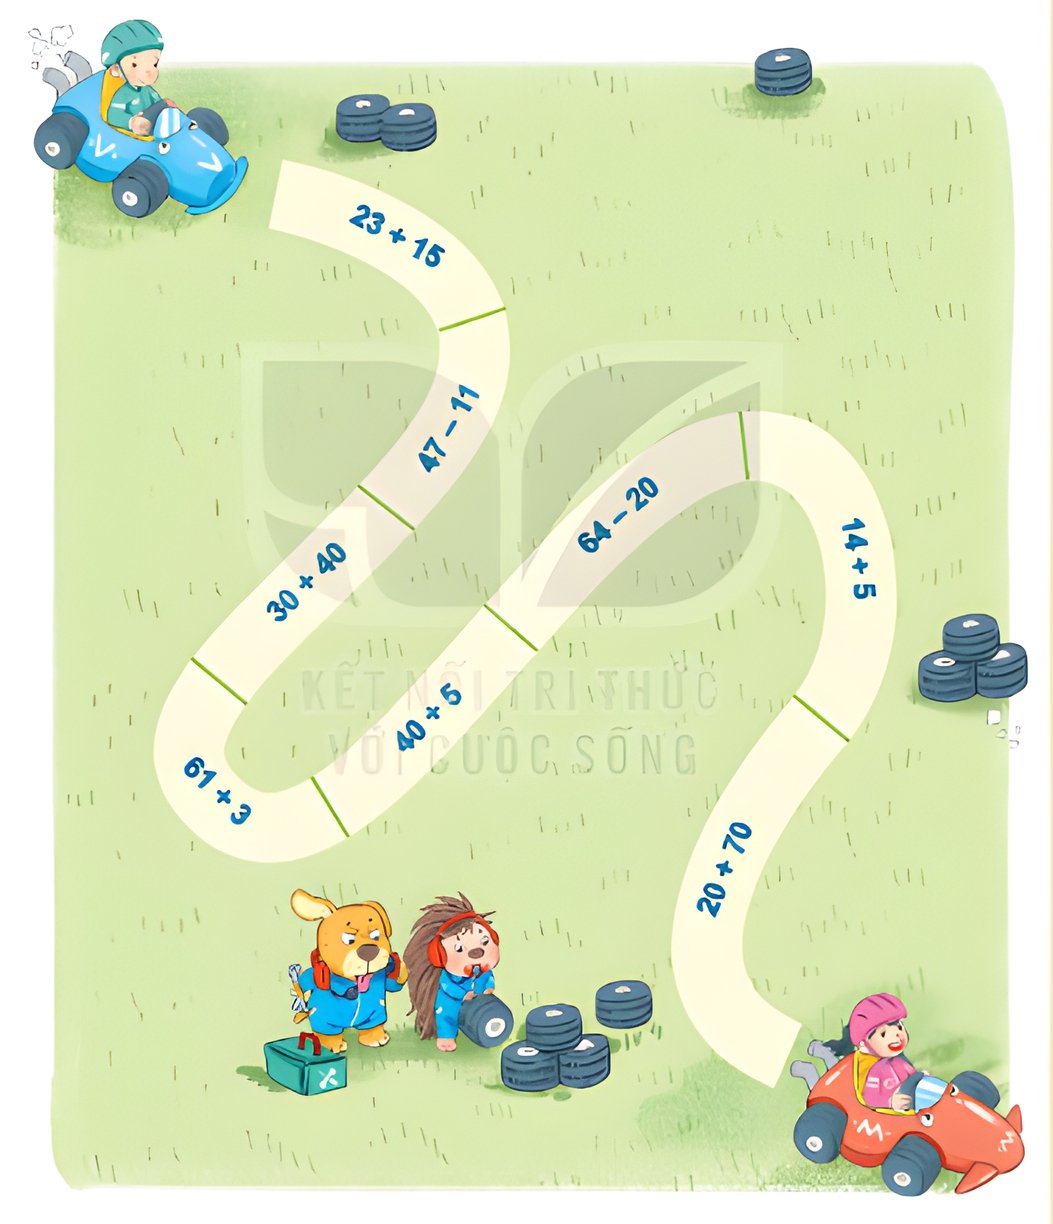 V
V
23 + 15
47 – 11
30 + 40
61 + 3
40 + 5
64 – 20
14 + 5
20 + 70
KẾT NỐI TRI THỨC
VỚI CUỘC SỐNG
M
M